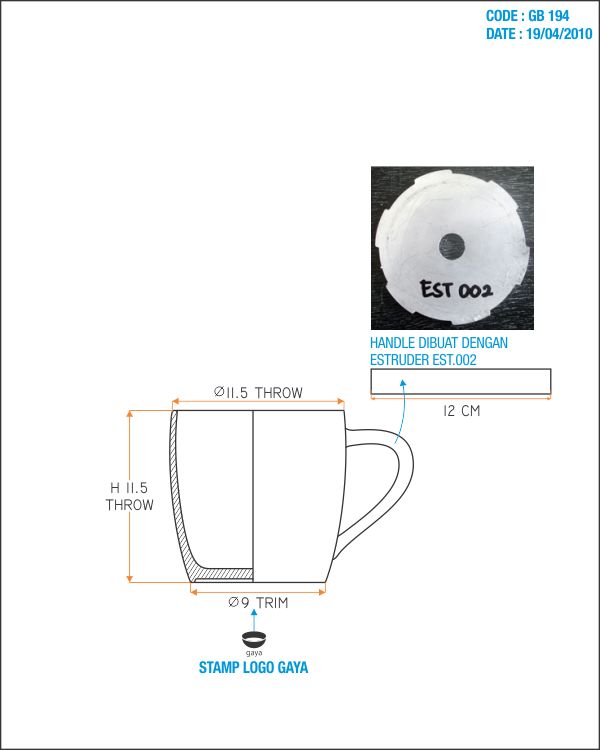 CODE : GB 194
DATE : 19/04/2010
EST 002
HANDLE DIBUAT DENGAN
ESTRUDER EST.002
12 CM
Ø11.5 THROW
H 11.5
THROW
Ø9 TRIM
gaya
STAMP LOGO GAYA